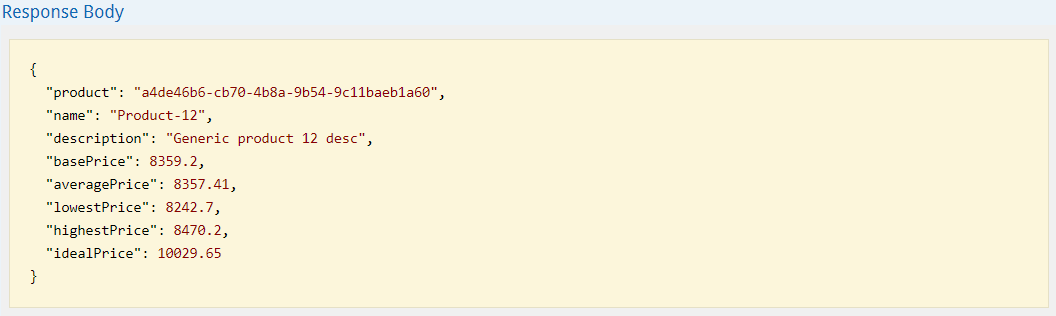 Response Body
{
"product": "a4de46b6-cb70-4b8a-9b54-9c11baeb1a60",
"name": "Product-12",
"description": "Generic product 12 desc",
"basePrice": 8359.2,
"averagePrice": 8357.41,
"lowestPrice": 8242.7,
"highestPrice": 8470.2,
"idealPrice": 10029.65
}